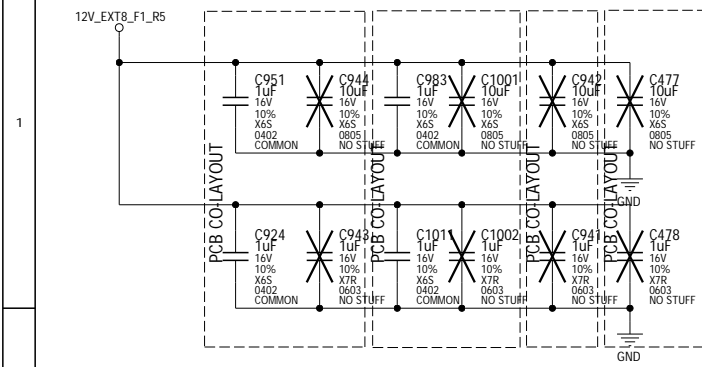 12V_EXT8_F1_R5
1
C951
1uF
16V
10%
X6S
0402
COMMON
C944
10uF
16V
10%
X6S
0805
NO STUFF
C983
1uF
16V
10%
X6S
0402
COMMON
C1001
10uF
16V
10%
X6S
0805
NO STUFF
C942
10uF
16V
10%
X6S
0805
NO STUFF
C477
10uF
16V
10%
X6S
0805
NO STUFF
GND
PCB CO-LAYOUT
PCB CO-LAYOUT
PCB CO-LAYOUT
PCB CO-LAYOUT
C924
1uF
16V
10%
X6S
0402
COMMON
C943
1uF
16V
10%
X7R
0603
NO STUFF
C1011
1uF
16V
10%
X6S
0402
COMMON
C1002
1uF
16V
10%
X7R
0603
NO STUFF
C941
1uF
16V
10%
X7R
0603
NO STUFF
C478
1uF
16V
10%
X7R
0603
NO STUFF
GND